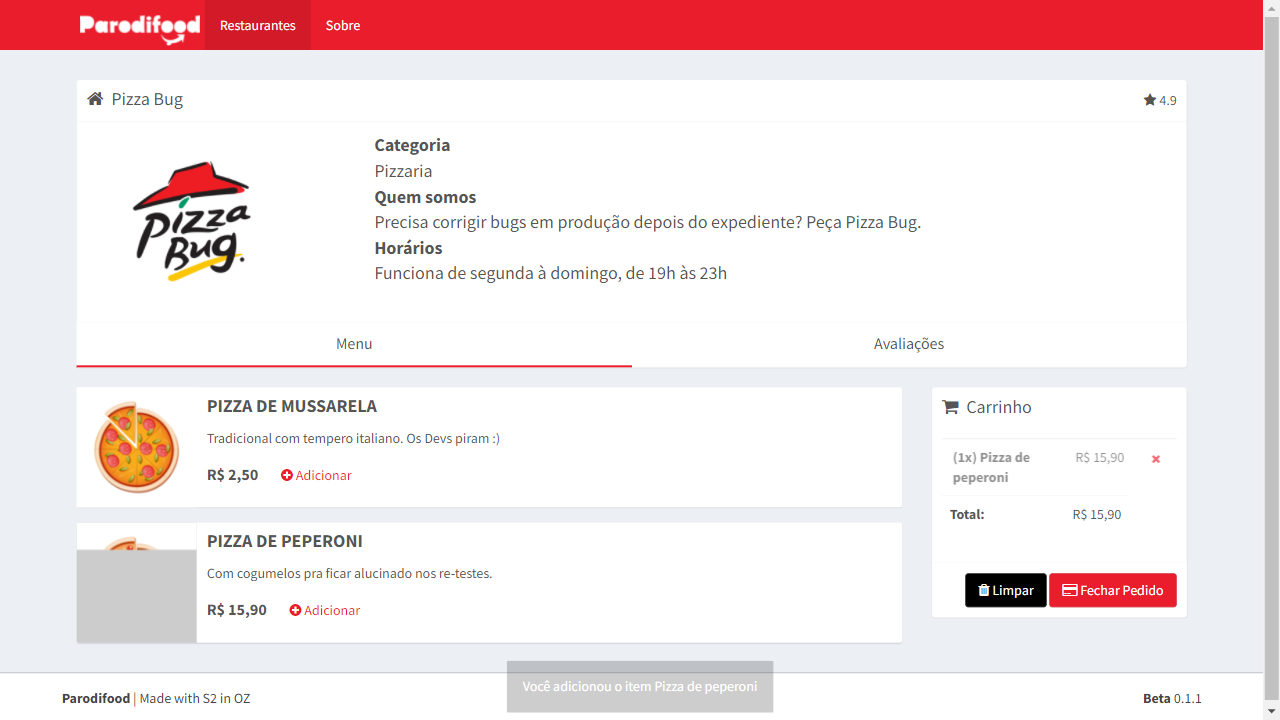 Parodifood Restaurantes Sobre
Pizza Bug 4.9
Pizza Bug.
Categoria
Pizzaria
Quem somos
Precisa corrigir bugs em produção depois do expediente? Peça Pizza Bug.
Horários
Funciona de segunda à domingo, de 19h às 23h
Menu Avaliações
PIZZA DE MUSSARELA
Tradicional com tempero italiano. Os Devs piram :)
R$ 2,50 Adicionar
PIZZA DE PEPERONI
Com cogumelos pra ficar alucinado nos re-testes.
R$ 15,90 Adicionar
Carrinho
(1x) Pizza de R$ 15,90
peperoni
Total: R$ 15,90
Limpar Fechar Pedido
Você adicionou o item Pizza de peperoni
Parodifood | Made with S2 in OZ Beta 0.1.1